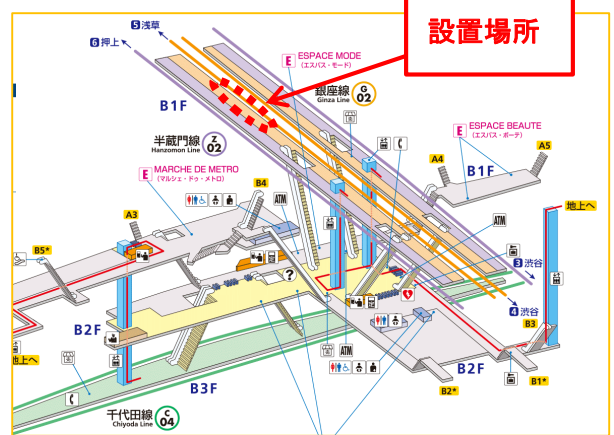 設置場所
5 浅草
6 押上
E ESPACE MODE
(エスパス・モード)
銀座線 G 02
Ginza Line
B1F
半蔵門線 Z 02
Hanzomon Line
E ESPACE BEAUTE
(エスパス・ボーテ)
A4
A5
B1F
E MARCHE DE METRO
(マルシェ・ドゥ・メトロ)
B4
ATM
ATM
A3
地上へ
B5*
3 渋谷
4 渋谷
?
B2F
B3
地上へ
ATM
B3F
B2F
B2*
B1*
千代田線 C 04
Chiyoda Line